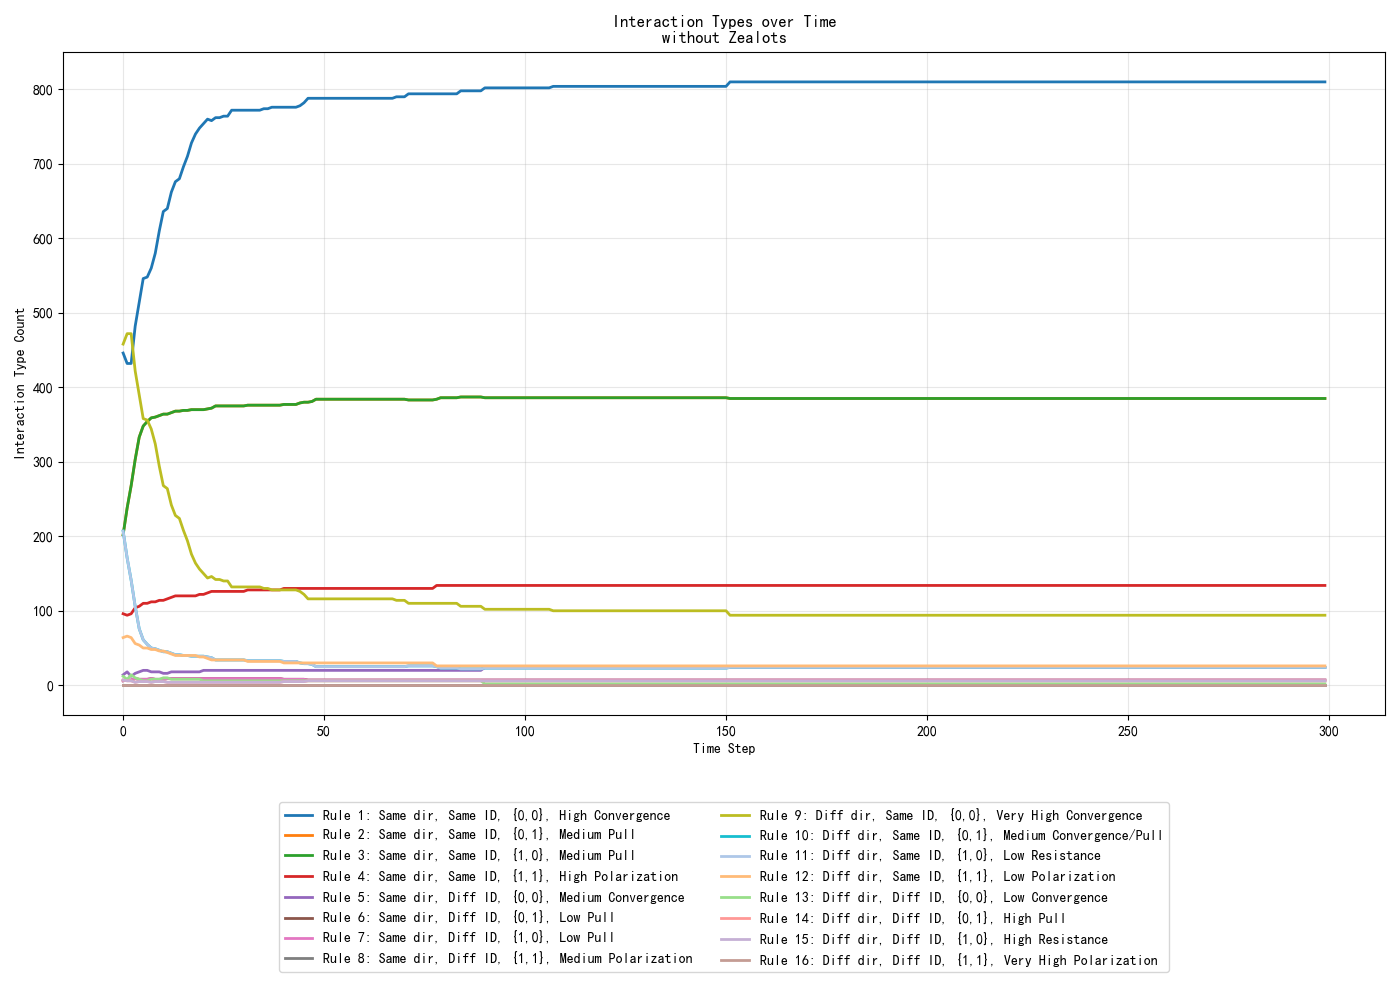 Interaction Types over Time
without Zealots
Interaction Type Count
800
700
600
500
400
300
200
100
0
0 50 100 150 200 250 300
Time Step
Rule 1: Same dir, Same ID, {0,0}, High Convergence
Rule 2: Same dir, Same ID, {0,1}, Medium Pull
Rule 3: Same dir, Same ID, {1,0}, Medium Pull
Rule 4: Same dir, Same ID, {1,1}, High Polarization
Rule 5: Same dir, Diff ID, {0,0}, Medium Convergence
Rule 6: Same dir, Diff ID, {0,1}, Low Pull
Rule 7: Same dir, Diff ID, {1,0}, Low Pull
Rule 8: Same dir, Diff ID, {1,1}, Medium Polarization
Rule 9: Diff dir, Same ID, {0,0}, Very High Convergence
Rule 10: Diff dir, Same ID, {0,1}, Medium Convergence/Pull
Rule 11: Diff dir, Same ID, {1,0}, Low Resistance
Rule 12: Diff dir, Same ID, {1,1}, Low Polarization
Rule 13: Diff dir, Diff ID, {0,0}, Low Convergence
Rule 14: Diff dir, Diff ID, {0,1}, High Pull
Rule 15: Diff dir, Diff ID, {1,0}, High Resistance
Rule 16: Diff dir, Diff ID, {1,1}, Very High Polarization